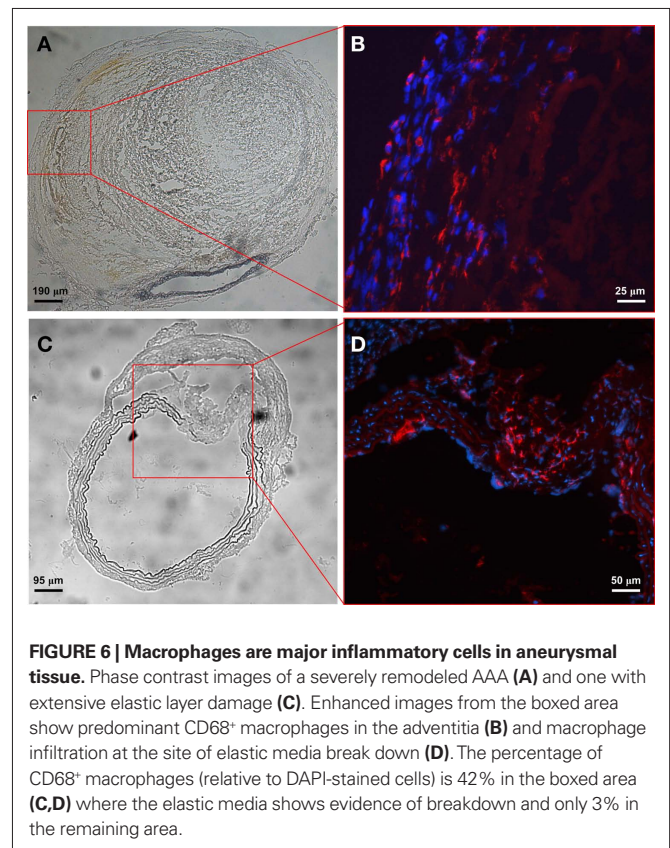 A
B
190 µm
25 µm
C
D
95 µm
50 µm
FIGURE 6 | Macrophages are major inflammatory cells in aneurysmal
tissue. Phase contrast images of a severely remodeled AAA (A) and one with
extensive elastic layer damage (C). Enhanced images from the boxed area
show predominant CD68⁺ macrophages in the adventitia (B) and macrophage
infiltration at the site of elastic media break down (D). The percentage of
CD68⁺ macrophages (relative to DAPI-stained cells) is 42% in the boxed area
(C,D) where the elastic media shows evidence of breakdown and only 3% in
the remaining area.